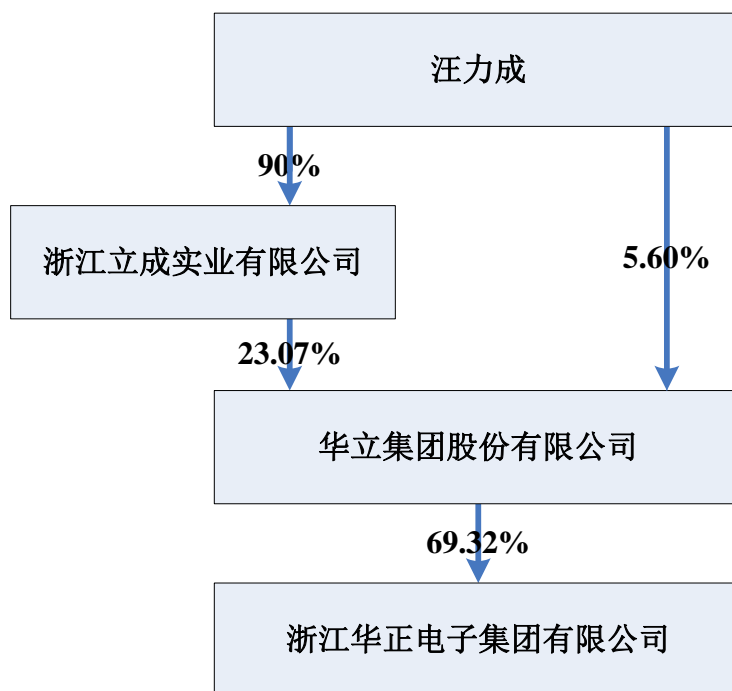 汪力成
90%
浙江立成实业有限公司
5.60%
23.07%
华立集团股份有限公司
69.32%
浙江华正电子集团有限公司